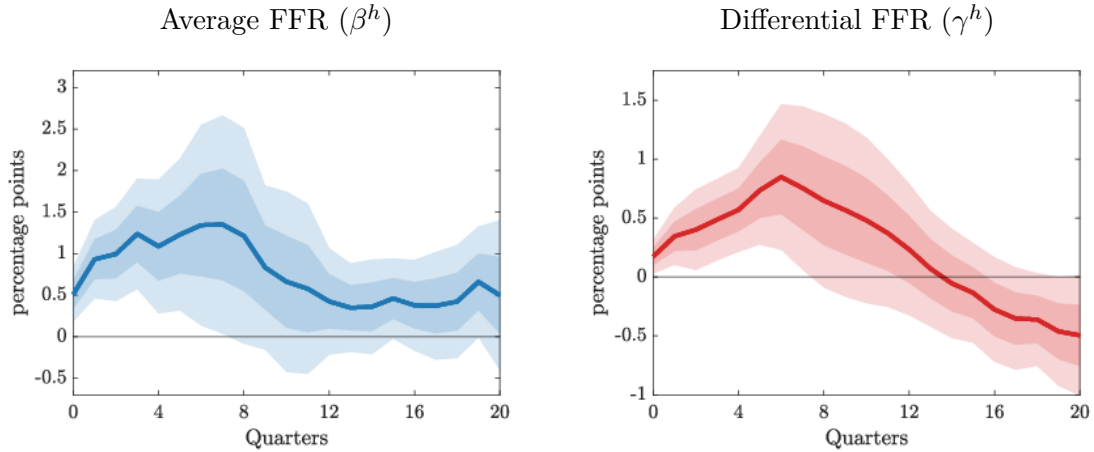 Average FFR (β^h)
percentage points
3
2.5
2
1.5
1
0.5
0
-0.5
0 4 8 12 16 20
Quarters
Differential FFR (γ^h)
percentage points
1.5
1
0.5
0
-0.5
-1
0 4 8 12 16 20
Quarters